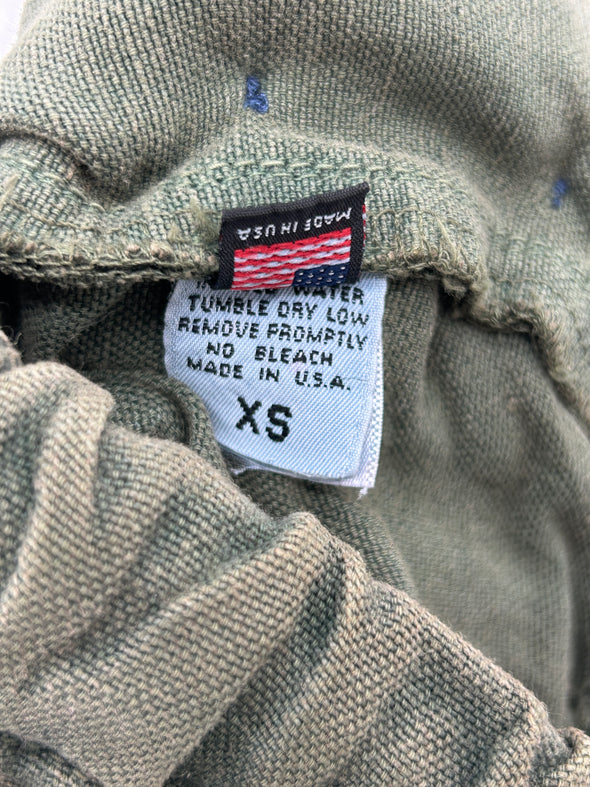 MADE IN USA
WATER
TUMBLE DRY LOW
REMOVE PROMPTLY
NO BLEACH
MADE IN U.S.A.
XS